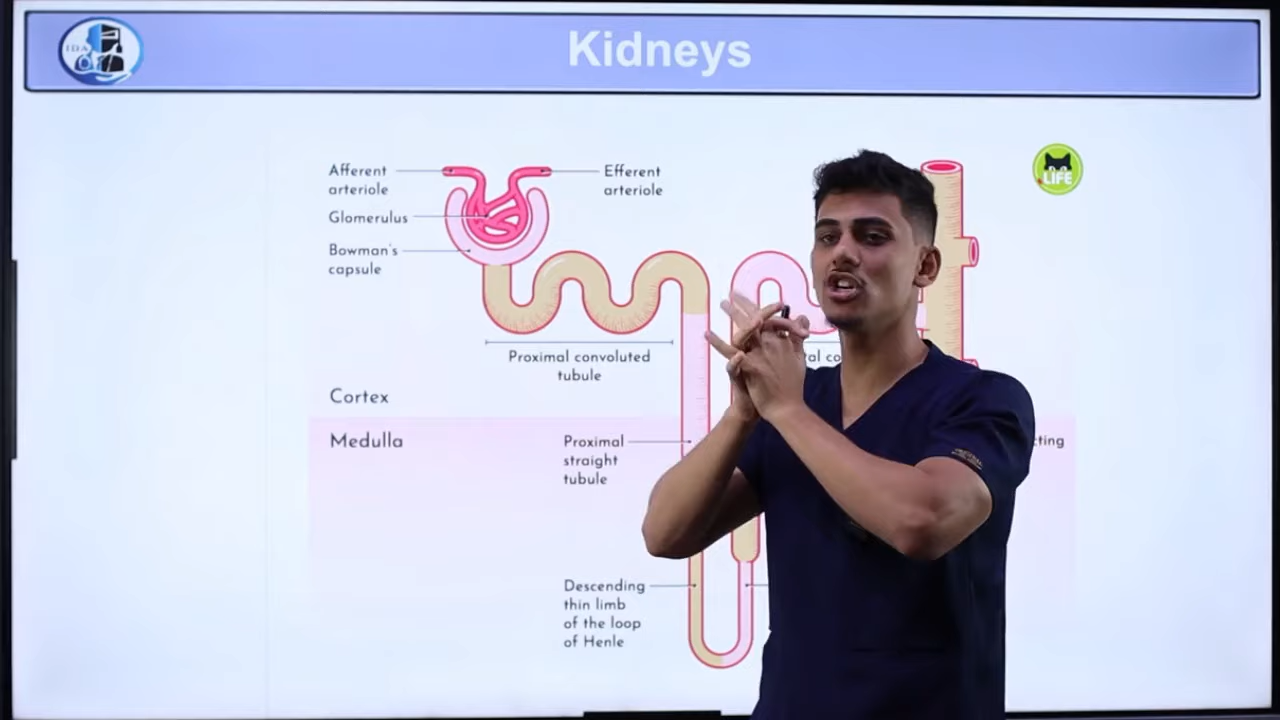 Kidneys
IDA
LIFE
Afferent
arteriole
Efferent
arteriole
Glomerulus
Bowman's
capsule
Proximal convoluted
tubule
Cortex
Medulla
Proximal
straight
tubule
Descending
thin limb
of the loop
of Henle